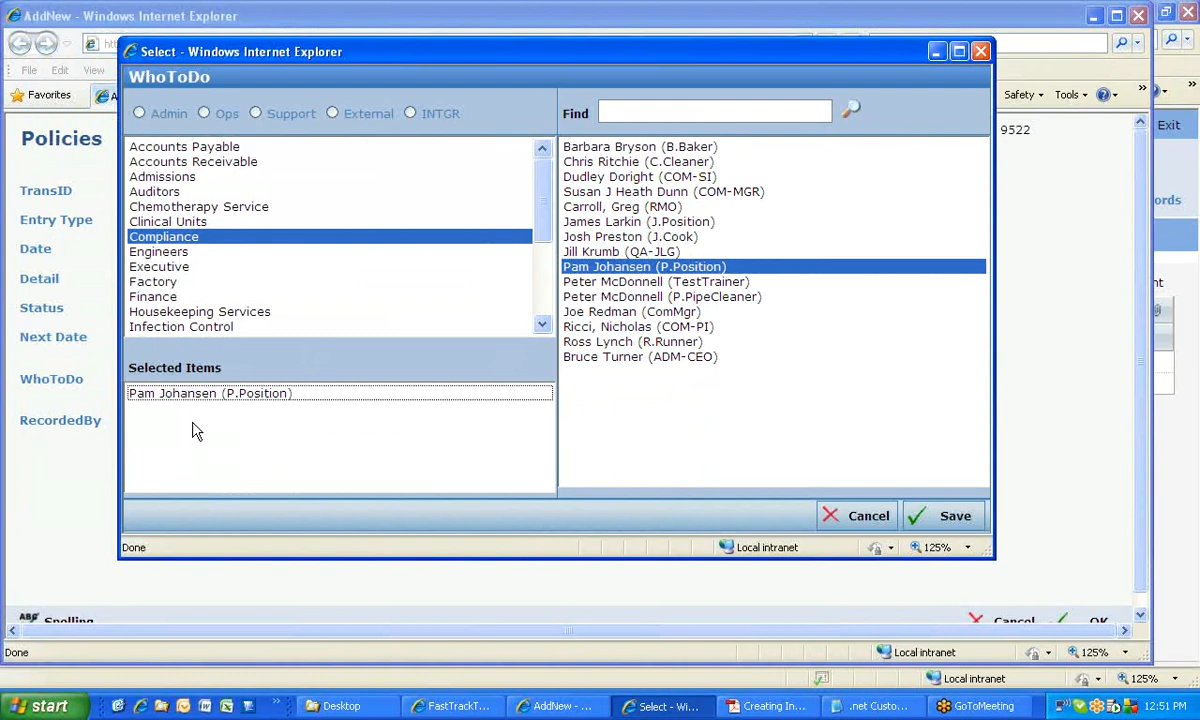 AddNew - Windows Internet Explorer
File Edit View
Favorites
Safety Tools
Policies
TransID
Entry Type
Date
Detail
Status
Next Date
WhoToDo
RecordedBy
9522
Exit
Select - Windows Internet Explorer
WhoToDo
Admin Ops Support External INTGR
Find
Accounts Payable
Accounts Receivable
Admissions
Auditors
Chemotherapy Service
Clinical Units
Compliance
Engineers
Executive
Factory
Finance
Housekeeping Services
Infection Control
Barbara Bryson (B.Baker)
Chris Ritchie (C.Cleaner)
Dudley Doright (COM-SI)
Susan J Heath Dunn (COM-MGR)
Carroll, Greg (RMO)
James Larkin (J.Position)
Josh Preston (J.Cook)
Jill Krumb (QA-JLG)
Pam Johansen (P.Position)
Peter McDonnell (TestTrainer)
Peter McDonnell (P.PipeCleaner)
Joe Redman (ComMgr)
Ricci, Nicholas (COM-PI)
Ross Lynch (R.Runner)
Bruce Turner (ADM-CEO)
Selected Items
Pam Johansen (P.Position)
Cancel Save
Done Local intranet 125%
ABC Spelling Cancel OK
Done Local intranet 125%
Local intranet 125%
start Desktop FastTrackT... AddNew - ... Select - Wi... Creating In... .net Custo... GoToMeeting 12:51 PM